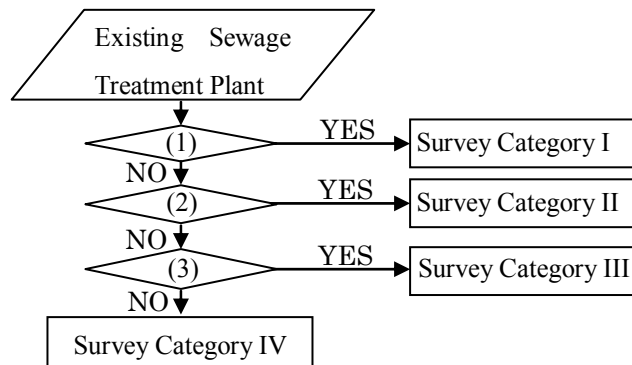 Existing Sewage
Treatment Plant
(1)
YES
Survey Category I
NO
(2)
YES
Survey Category II
NO
(3)
YES
Survey Category III
NO
Survey Category IV